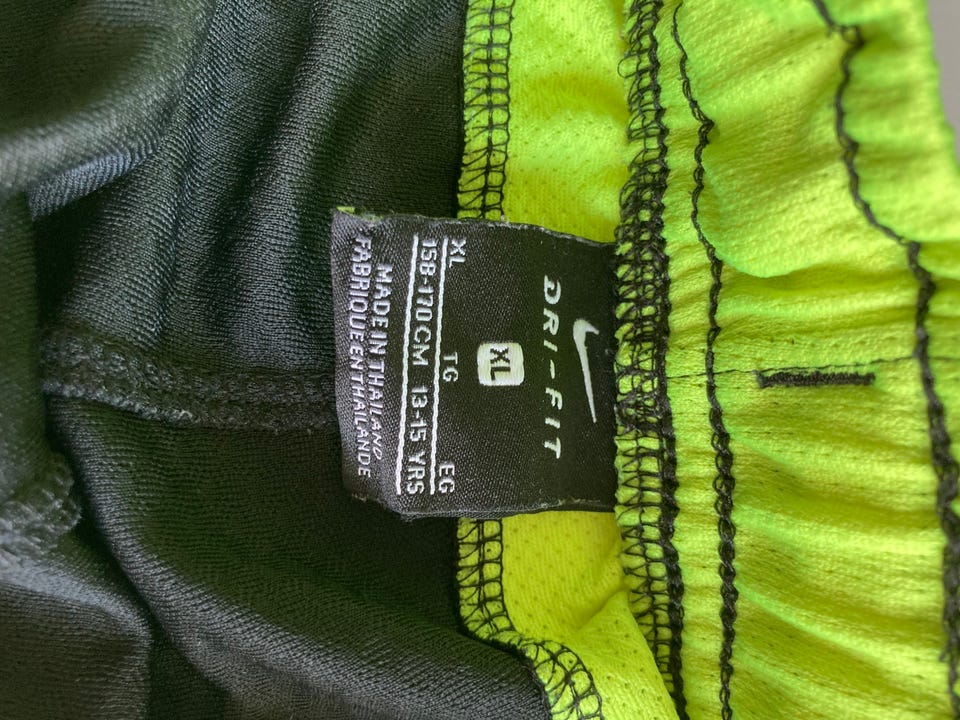 DRI-FIT
XL
XL TG EG
158-170CM 13-15 YRS
MADE IN THAILAND
FABRIQUE EN THAILANDE